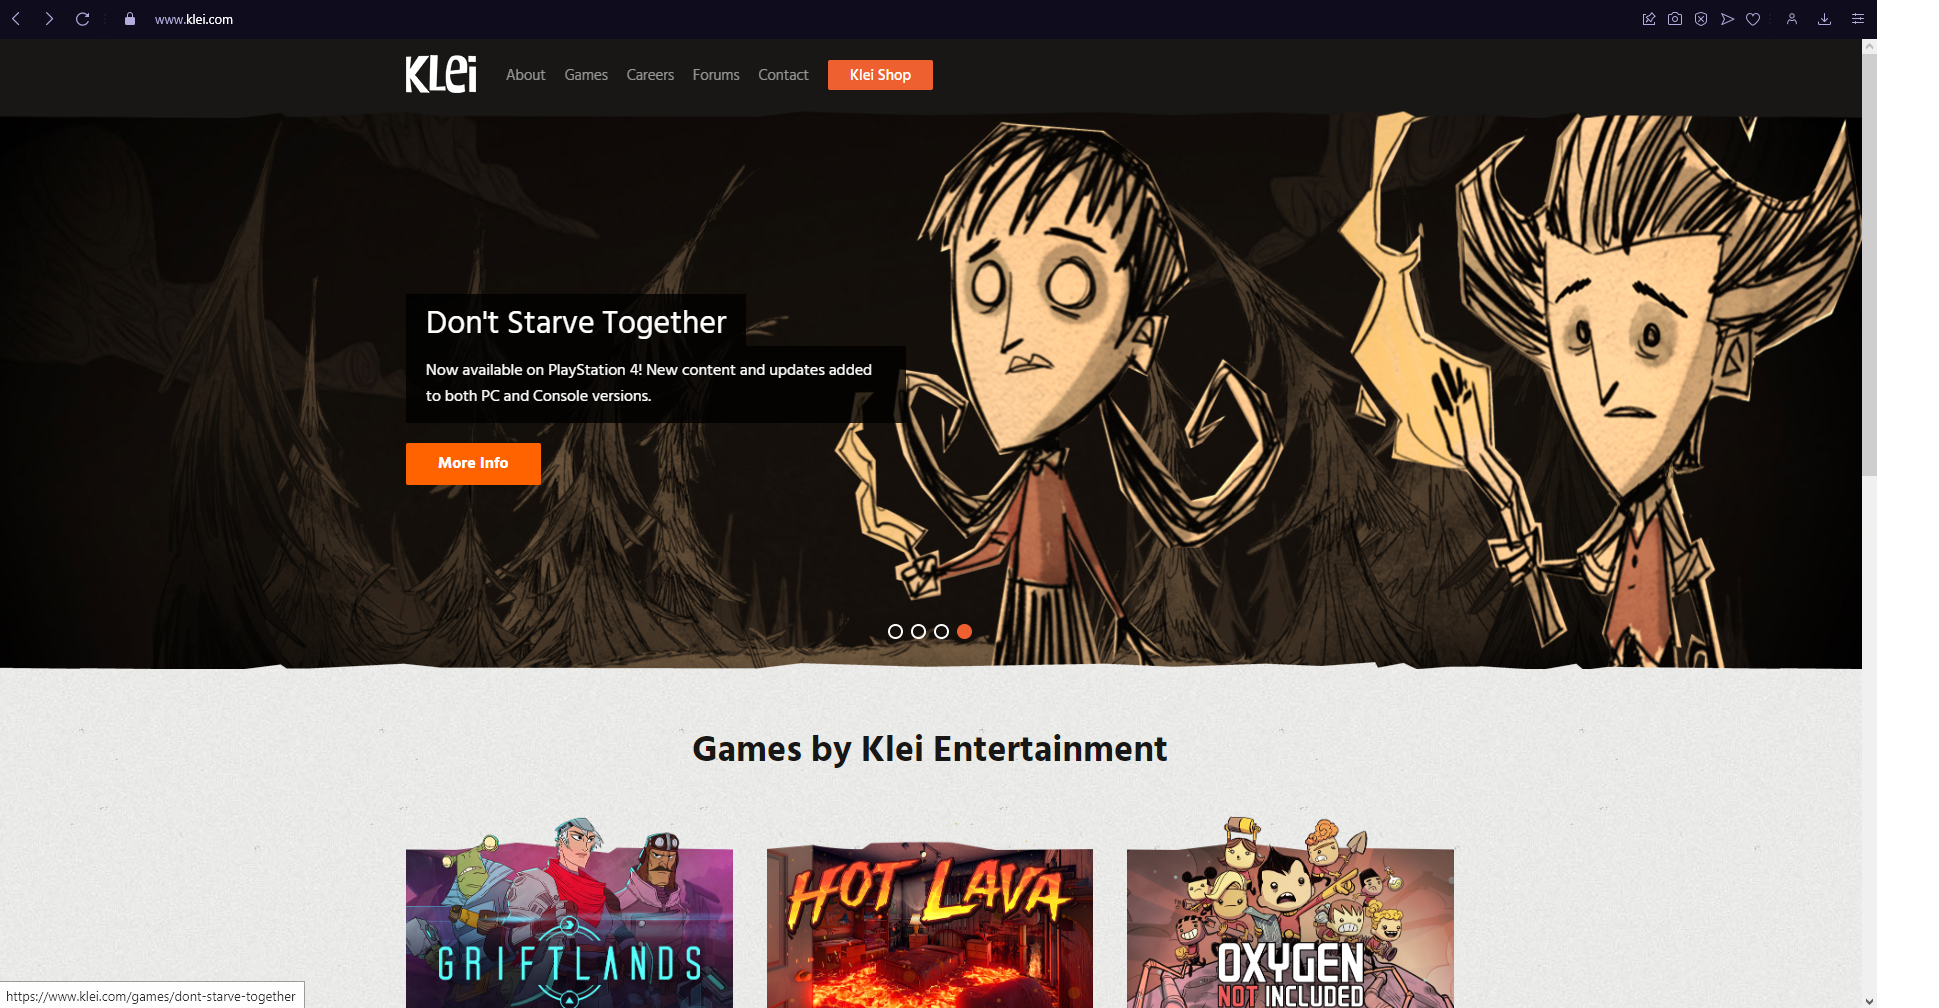 www.klei.com
Klei
About
Games
Careers
Forums
Contact
Klei Shop
Don't Starve Together
Now available on PlayStation 4! New content and updates added
to both PC and Console versions.
More Info
Games by Klei Entertainment
GRIFTLANDS
HOT LAVA
OXYGEN
NOT INCLUDED
https://www.klei.com/games/dont-starve-together